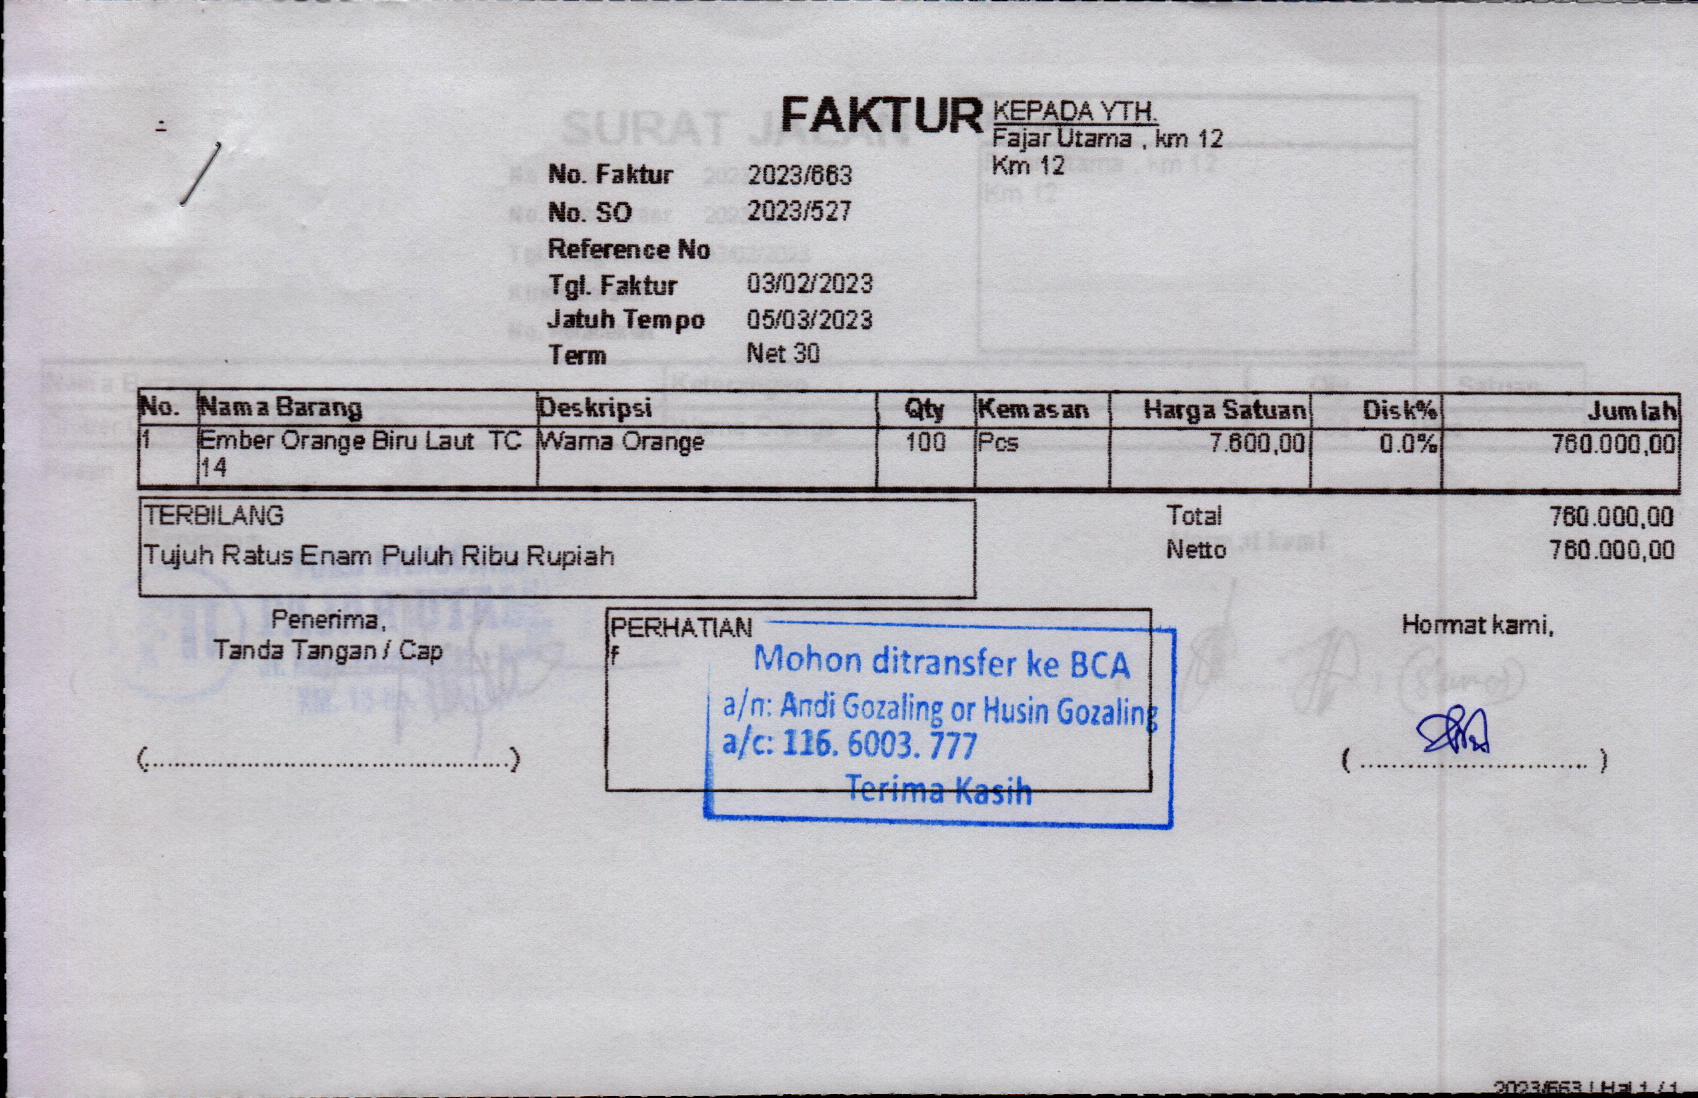 FAKTUR
KEPADA YTH.
Fajar Utama , km 12
Km 12
No. Faktur 2023/663
No. SO 2023/527
Reference No
Tgl. Faktur 03/02/2023
Jatuh Tempo 05/03/2023
Term Net 30
No. Nama Barang Deskripsi Qty Kemasan Harga Satuan Disk% Jumlah
1 Ember Orange Biru Laut TC Warna Orange 100 Pcs 7.600,00 0.0% 760.000,00
14
TERBILANG
Tujuh Ratus Enam Puluh Ribu Rupiah
Total 760.000,00
Netto 760.000,00
Penerima,
Tanda Tangan / Cap
(..............................................)
PERHATIAN
f
Mohon ditransfer ke BCA
a/n: Andi Gozaling or Husin Gozaling
a/c: 116. 6003. 777
Terima Kasih
Hormat kami,
( ............................. )
2023/663 | Hal 1 / 1
SURAT JALAN
Km 12